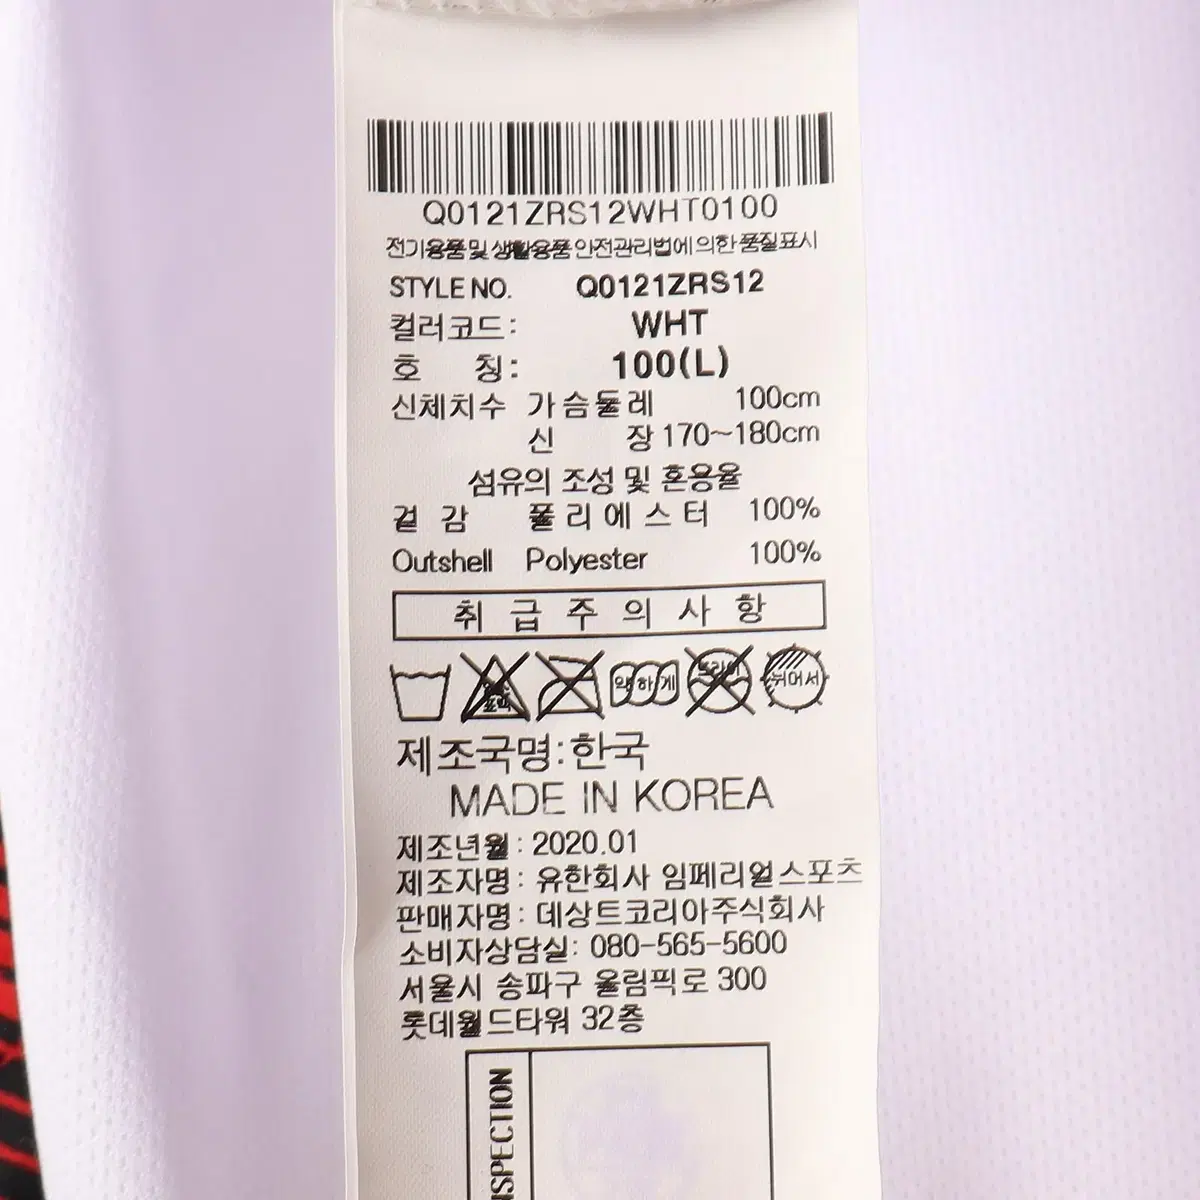 Q0121ZRS12WHT0100
전기용품 및 생활용품 안전관리법에 의한 품질표시
STYLE NO. Q0121ZRS12
컬러코드: WHT
호 칭: 100(L)
신체치수 가슴둘레 100cm
신 장 170~180cm
섬유의 조성 및 혼용율
겉 감 폴리에스터 100%
Outshell Polyester 100%
취급주의사항
약하게 드라이 뉘어서
제조국명:한국
MADE IN KOREA
제조년월: 2020.01
제조자명: 유한회사 임페리얼스포츠
판매자명: 데상트코리아주식회사
소비자상담실: 080-565-5600
서울시 송파구 올림픽로 300
롯데월드타워 32층